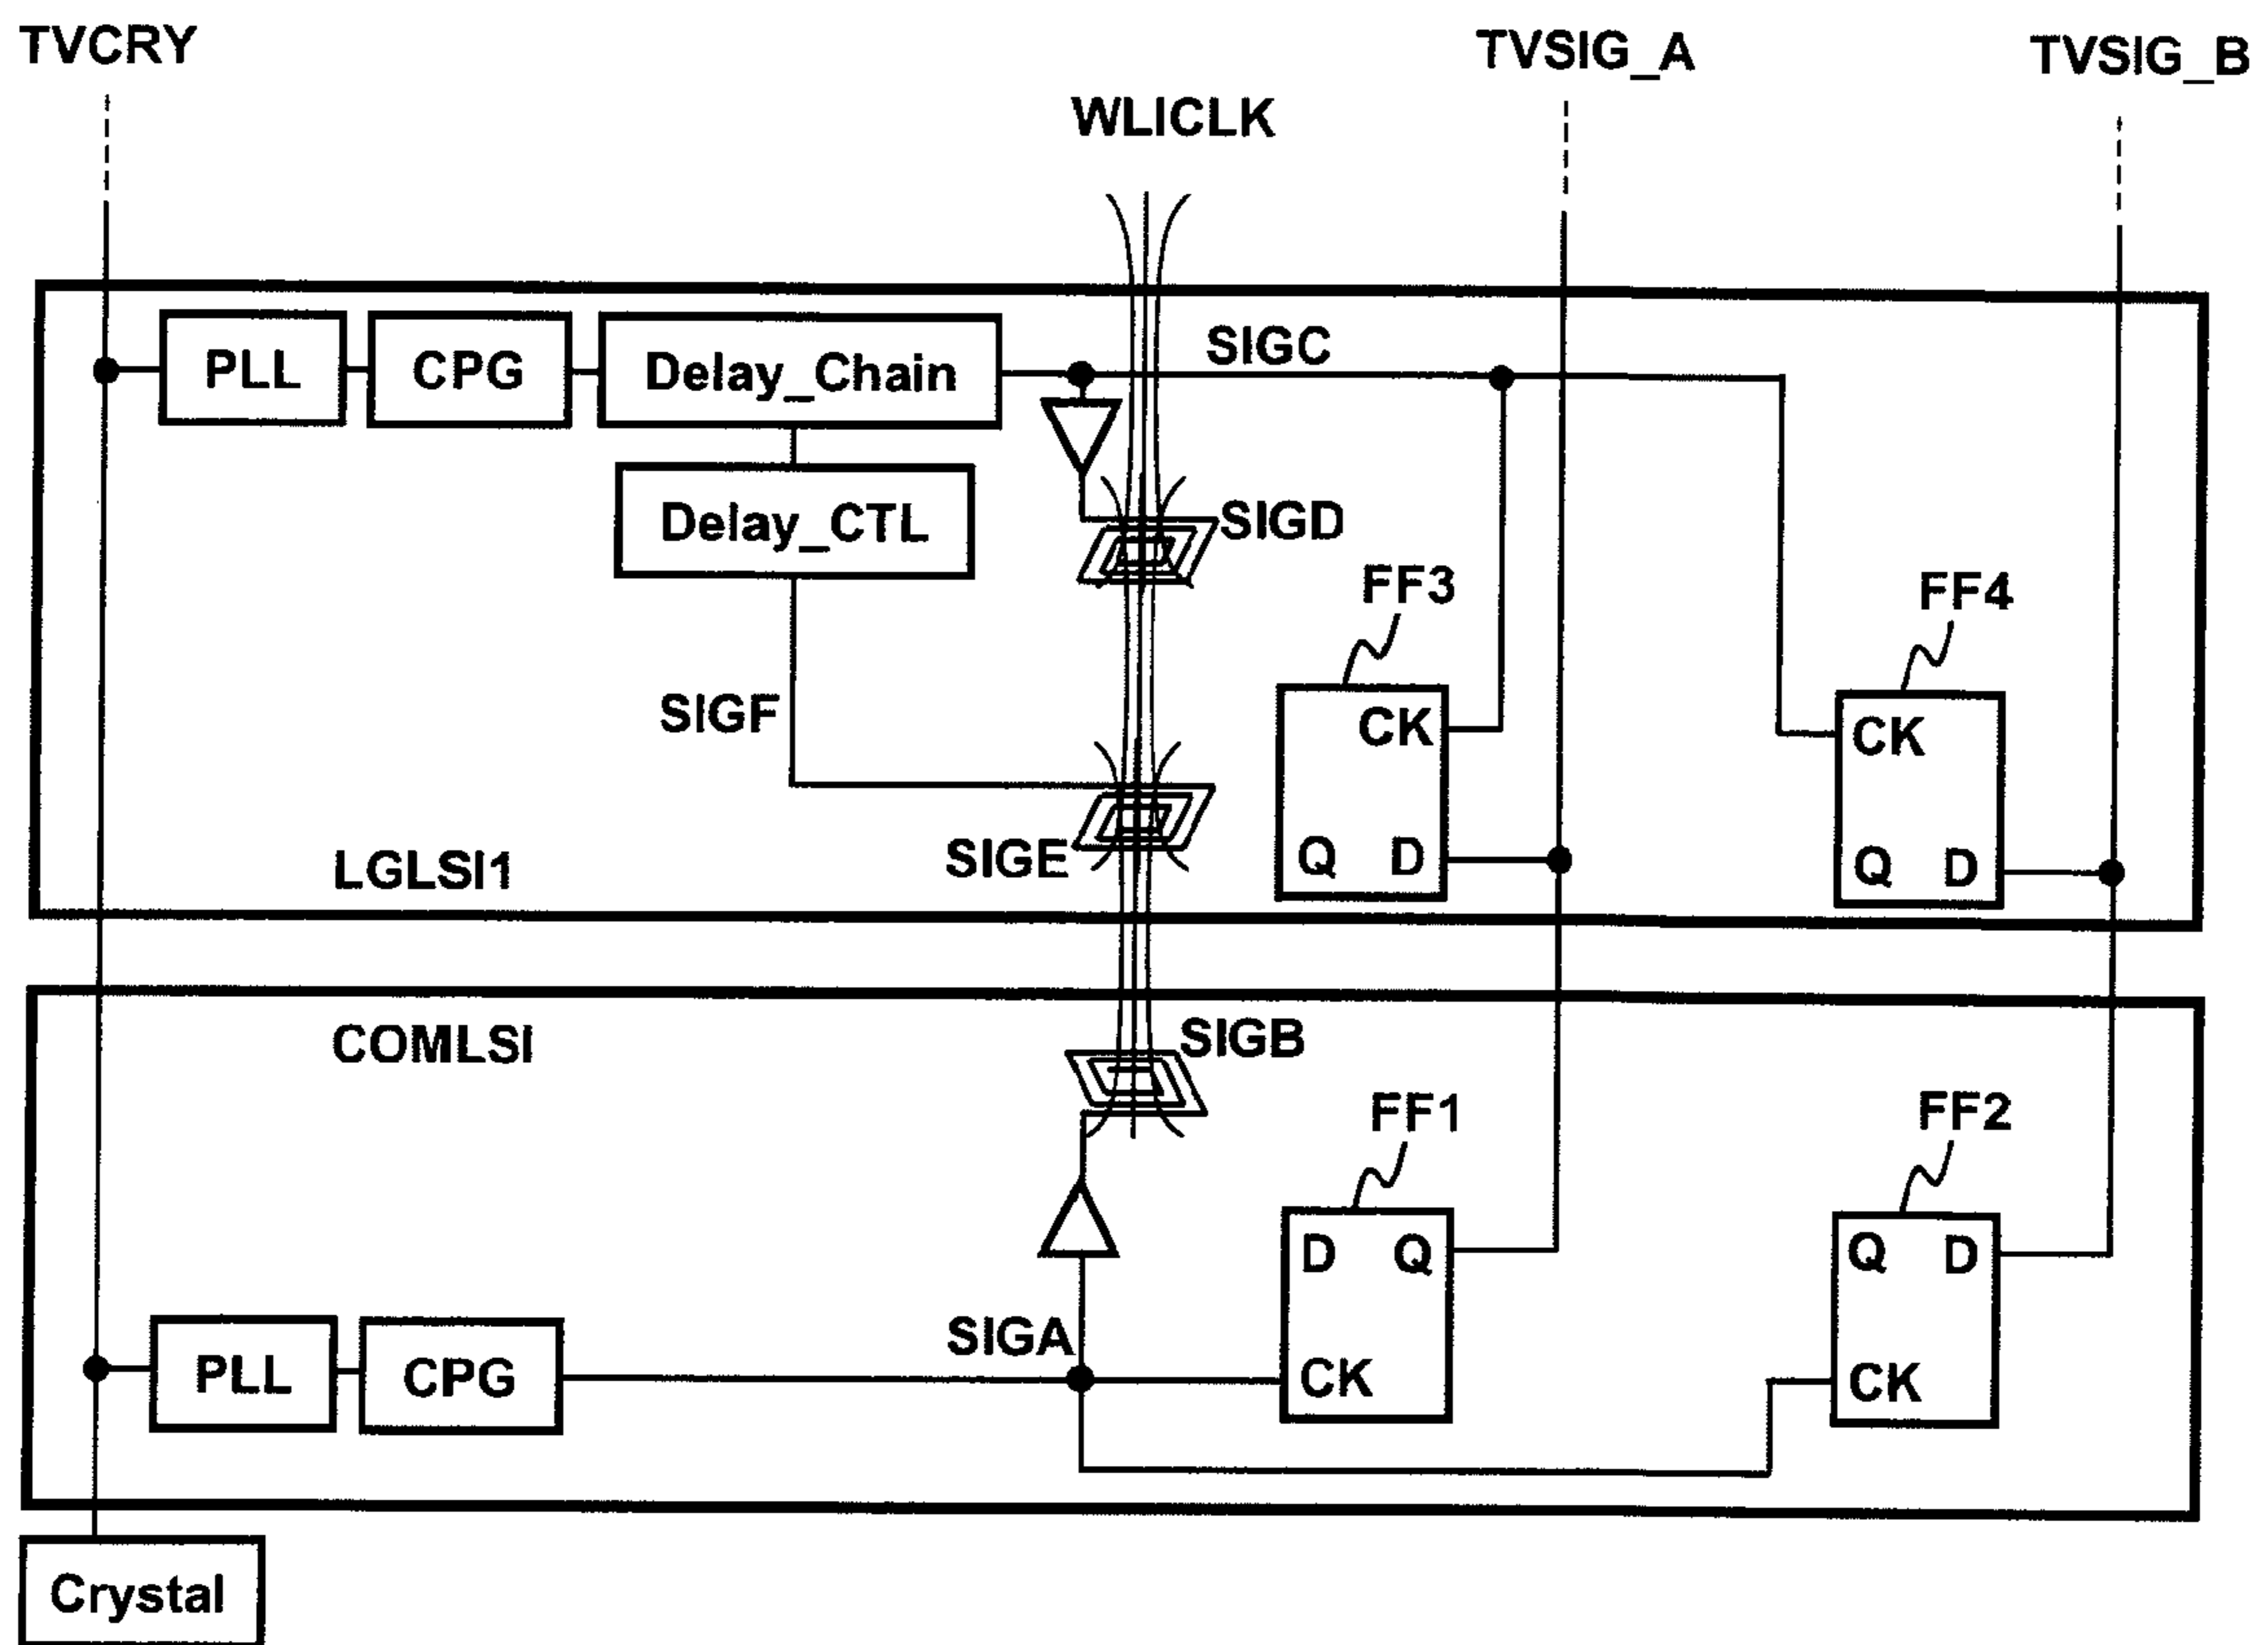 TVCRY
TVSIG_A
TVSIG_B
WLICLK
SIGC
PLL
CPG
Delay_Chain
Delay_CTL
SIGD
FF3
FF4
SIGF
CK
CK
SIGE
Q D
Q D
LGLSI1
COMLSI
SIGB
FF1
FF2
D Q
Q D
SIGA
PLL
CPG
CK
CK
Crystal